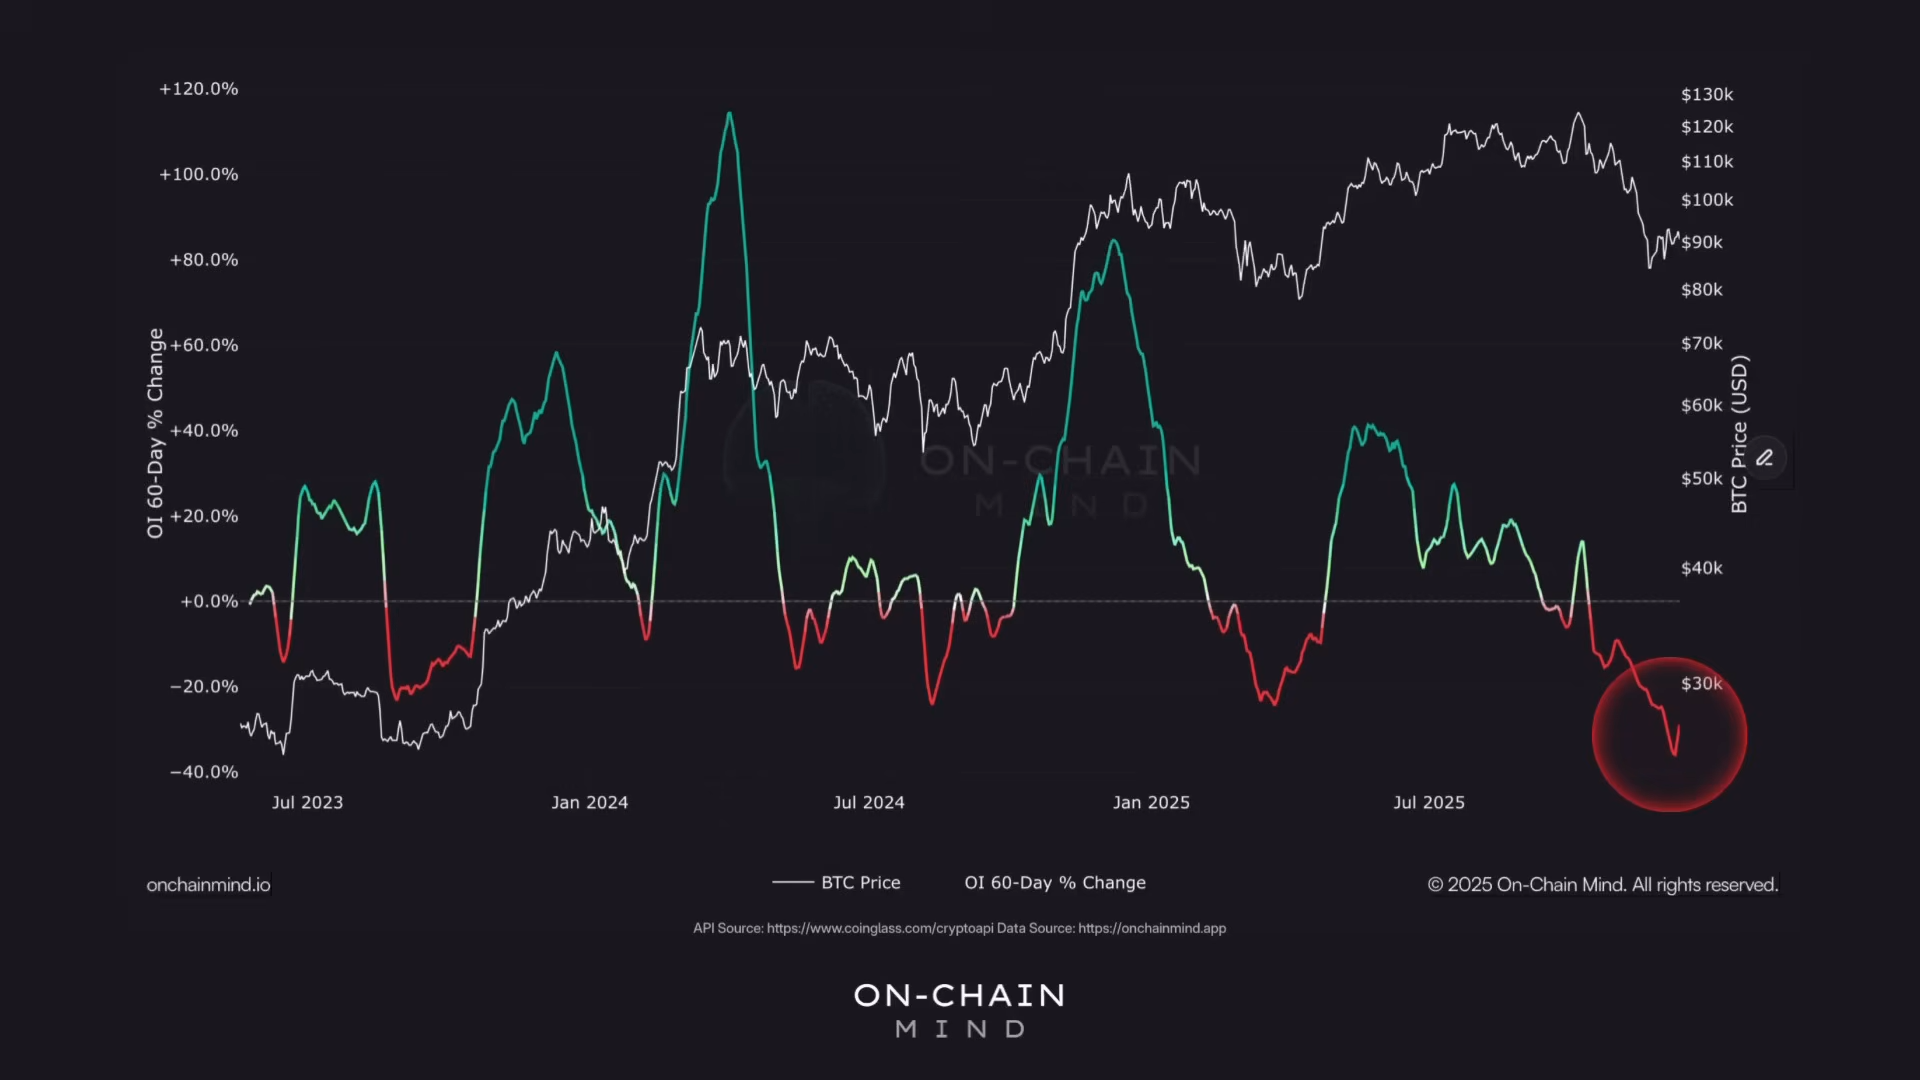 +120.0%
+100.0%
+80.0%
+60.0%
+40.0%
+20.0%
+0.0%
−20.0%
−40.0%
OI 60-Day % Change
$130k
$120k
$110k
$100k
$90k
$80k
$70k
$60k
$50k
$40k
$30k
BTC Price (USD)
ON-CHAIN
MIND
Jul 2023
Jan 2024
Jul 2024
Jan 2025
Jul 2025
BTC Price
OI 60-Day % Change
onchainmind.io
© 2025 On-Chain Mind. All rights reserved.
API Source: https://www.coinglass.com/cryptoapi Data Source: https://onchainmind.app
ON-CHAIN
MIND